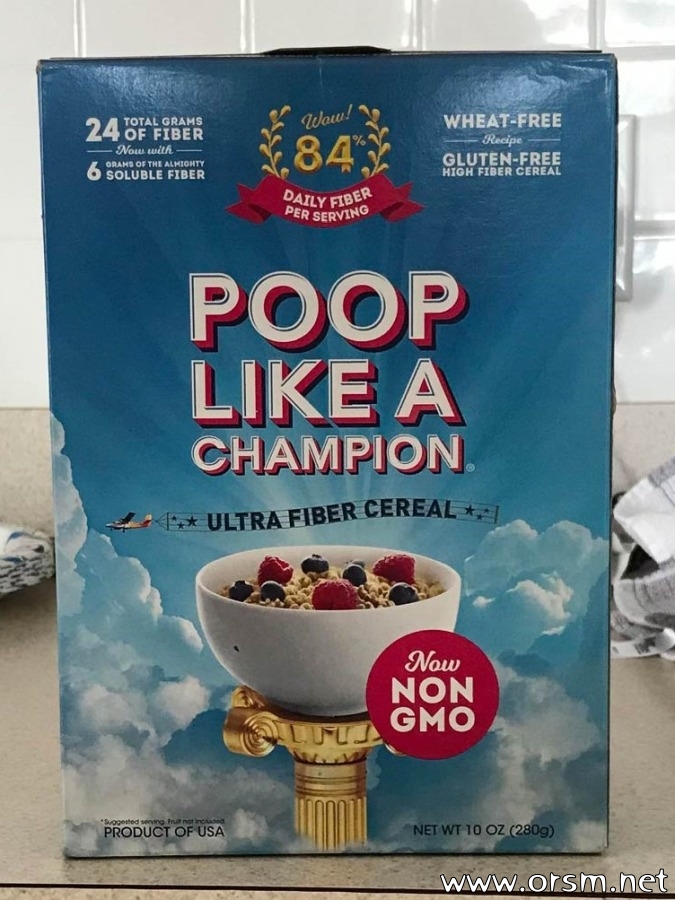 24 TOTAL GRAMS
OF FIBER
Now with
6 GRAMS OF THE ALMIGHTY
SOLUBLE FIBER
Wow!
84%
DAILY FIBER
PER SERVING
WHEAT-FREE
Recipe
GLUTEN-FREE
HIGH FIBER CEREAL
POOP
LIKE A
CHAMPION®
ULTRA FIBER CEREAL
Now
NON
GMO
*Suggested serving. Fruit not included.
PRODUCT OF USA
NET WT 10 OZ (280g)
www.orsm.net